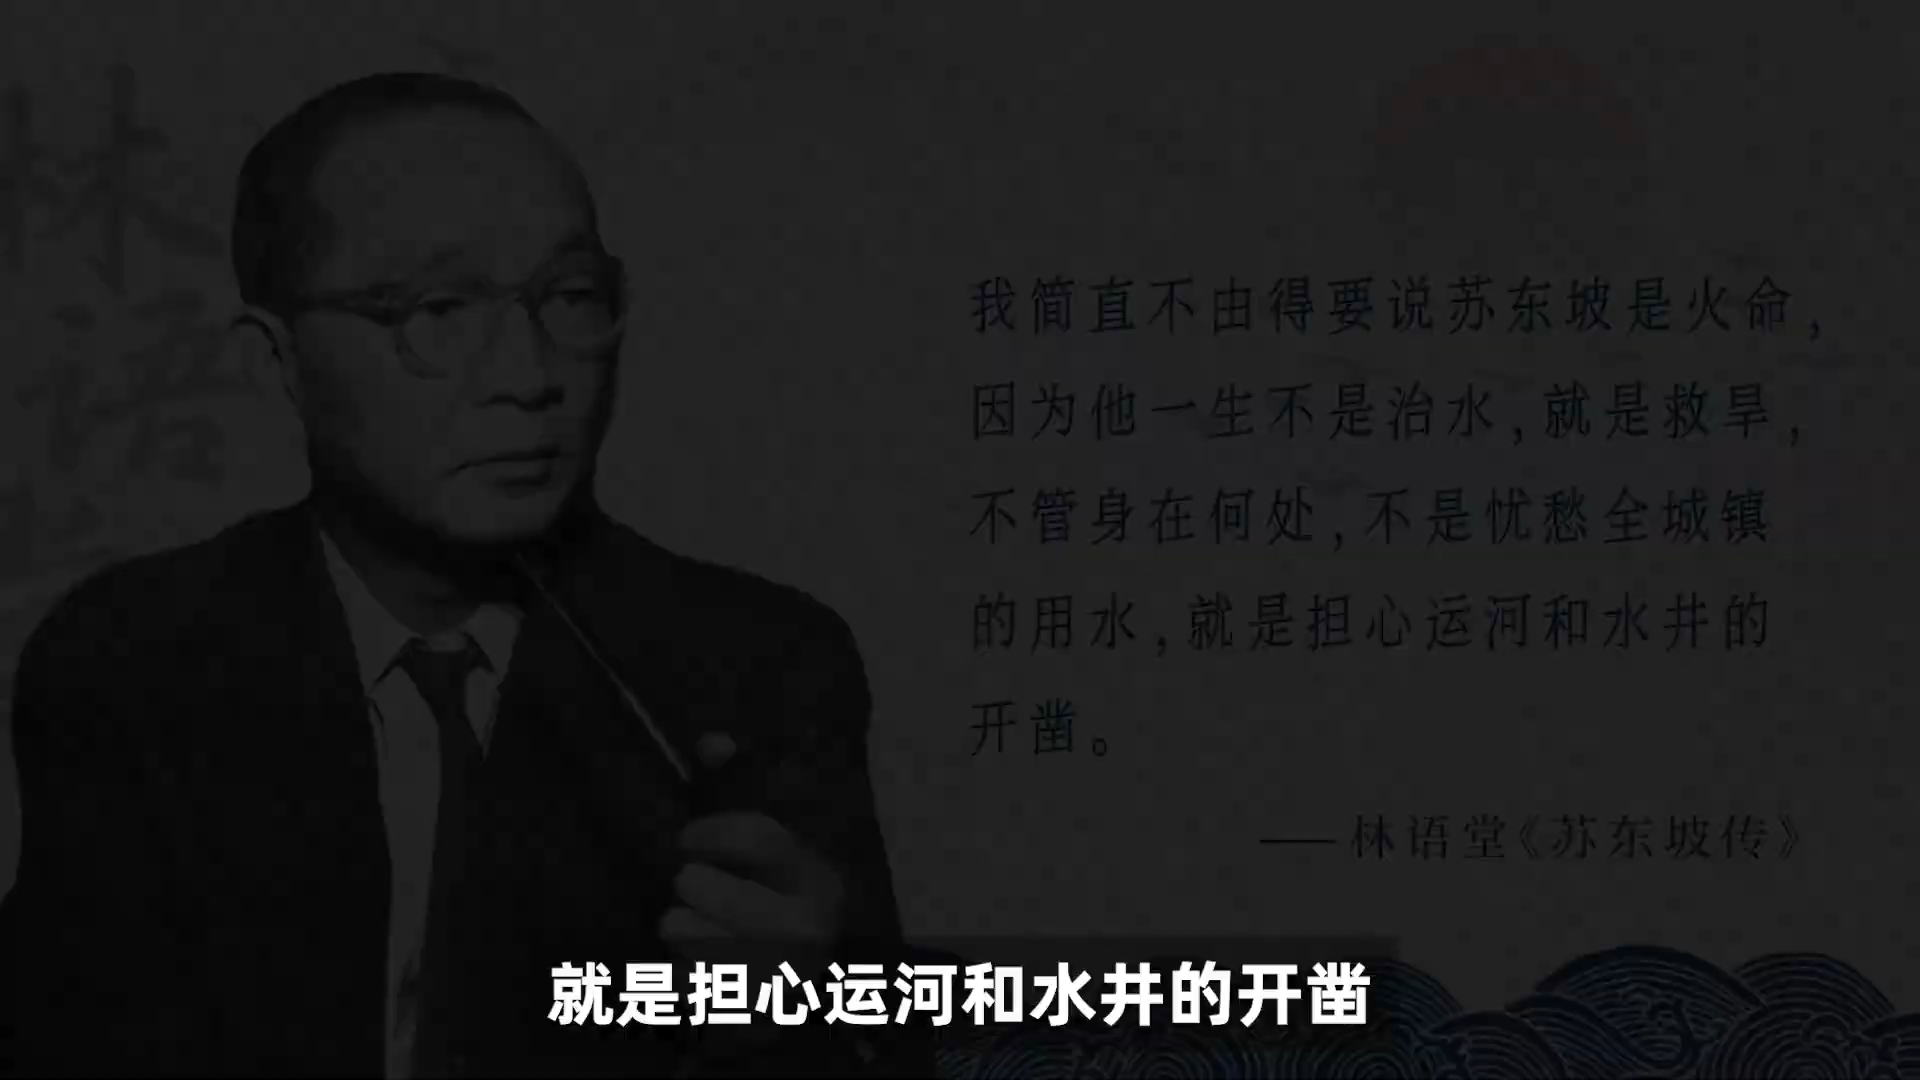 林
语
我简直不由得要说苏东坡是火命，
因为他一生不是治水，就是救旱，
不管身在何处，不是忧愁全城镇
的用水，就是担心运河和水井的
开凿。
——林语堂《苏东坡传》
就是担心运河和水井的开凿